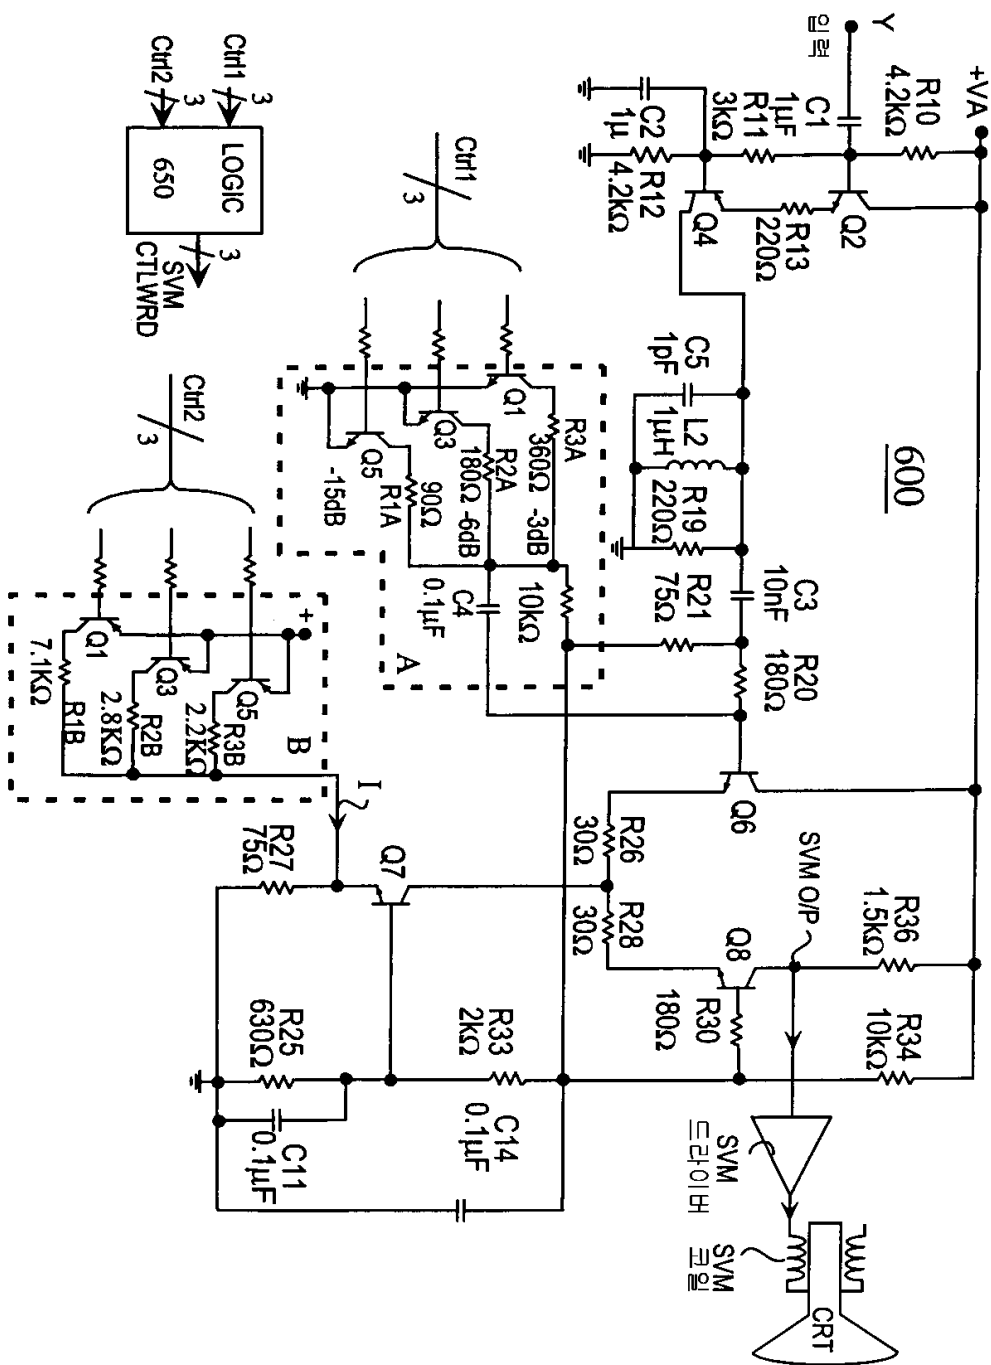 600
+VA
Y
입력
R10
4.2kΩ
C1
1μF
R11
3kΩ
C2
1μ
R12
4.2kΩ
Q2
R13
220Ω
Q4
C5
1pF
L2
1μH
R19
220Ω
C3
10nF
R21
75Ω
R20
180Ω
Q6
R26
30Ω
R28
30Ω
Q8
R30
180Ω
SVM O/P
R36
1.5kΩ
R34
10kΩ
SVM
드라이버
SVM
코일
CRT
Ctrl1
3
Q1
Q3
Q5
R3A
360Ω -3dB
R2A
180Ω -6dB
R1A
90Ω
-15dB
10kΩ
C4
0.1μF
A
Q7
R27
75Ω
R33
2kΩ
R25
630Ω
C11
0.1μF
C14
0.1μF
I
Ctrl1
3
Ctrl2
3
LOGIC
650
3
SVM
CTLWRD
Ctrl2
3
+
B
Q5
Q3
Q1
R3B
2.2KΩ
R2B
2.8KΩ
R1B
7.1KΩ